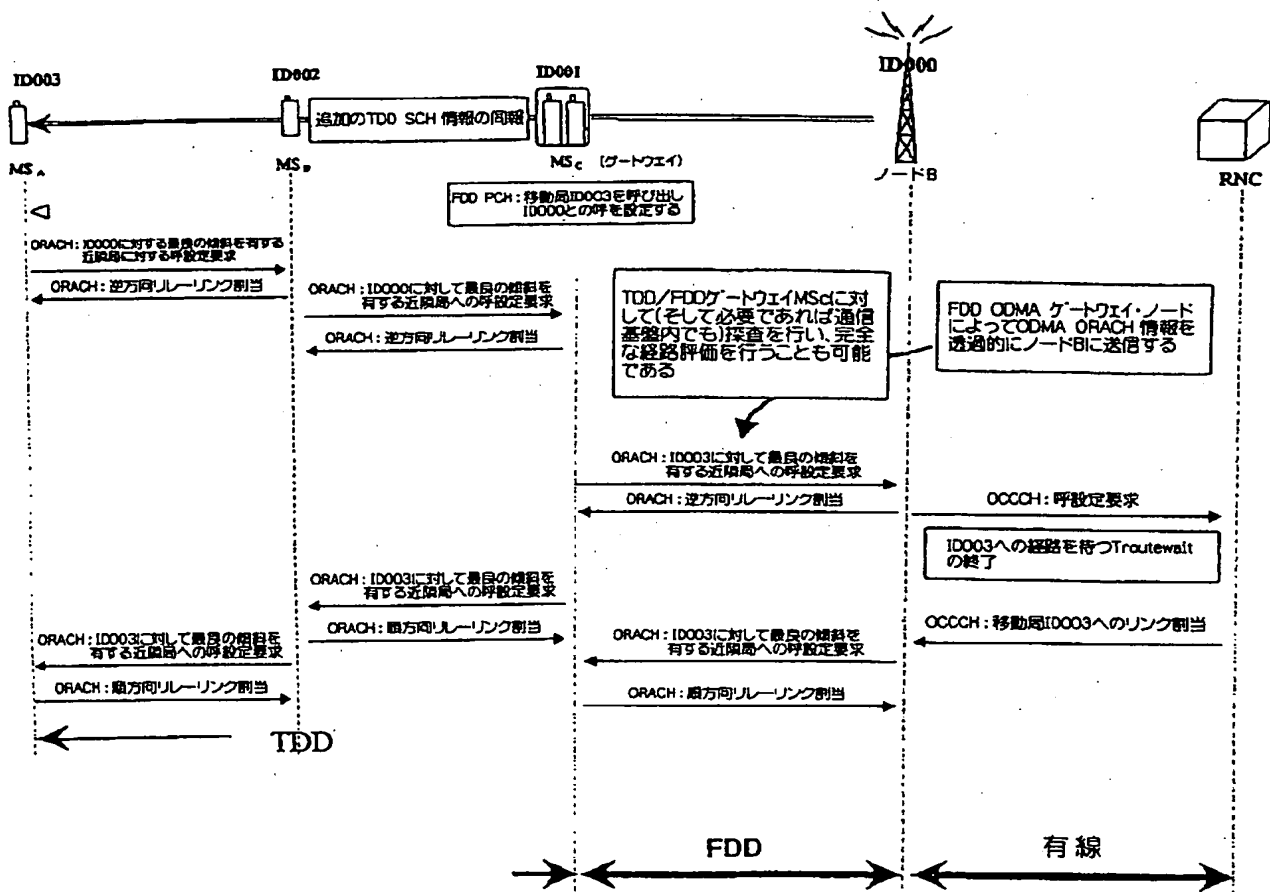 ID003
ID002
ID001
ID000
追加のTDD SCH 情報の同報
MSA
MSB
MSC (ゲートウェイ)
ノードB
RNC
FDD PCH:移動局ID003を呼び出し
ID000との呼を設定する
ORACH:ID000に対する最良の傾斜を有する
近隣局に対する呼設定要求
ORACH:逆方向リレーリンク割当
ORACH:ID000に対して最良の傾斜を
有する近隣局への呼設定要求
ORACH:逆方向リレーリンク割当
TDD/FDDゲートウェイMScに対
して(そして必要であれば通信
基盤内でも)探査を行い、完全
な経路評価を行うことも可能
である
FDD ODMA ゲートウェイ・ノード
によってODMA ORACH 情報を
透過的にノードBに送信する
ORACH:ID003に対して最良の傾斜を
有する近隣局への呼設定要求
ORACH:逆方向リレーリンク割当
OCCCH:呼設定要求
ID003への経路を待つTroutewait
の終了
ORACH:ID003に対して最良の傾斜を
有する近隣局への呼設定要求
ORACH:順方向リレーリンク割当
OCCCH:移動局ID003へのリンク割当
ORACH:ID003に対して最良の傾斜を
有する近隣局への呼設定要求
ORACH:ID003に対して最良の傾斜を
有する近隣局への呼設定要求
ORACH:順方向リレーリンク割当
ORACH:順方向リレーリンク割当
TDD
FDD
有線